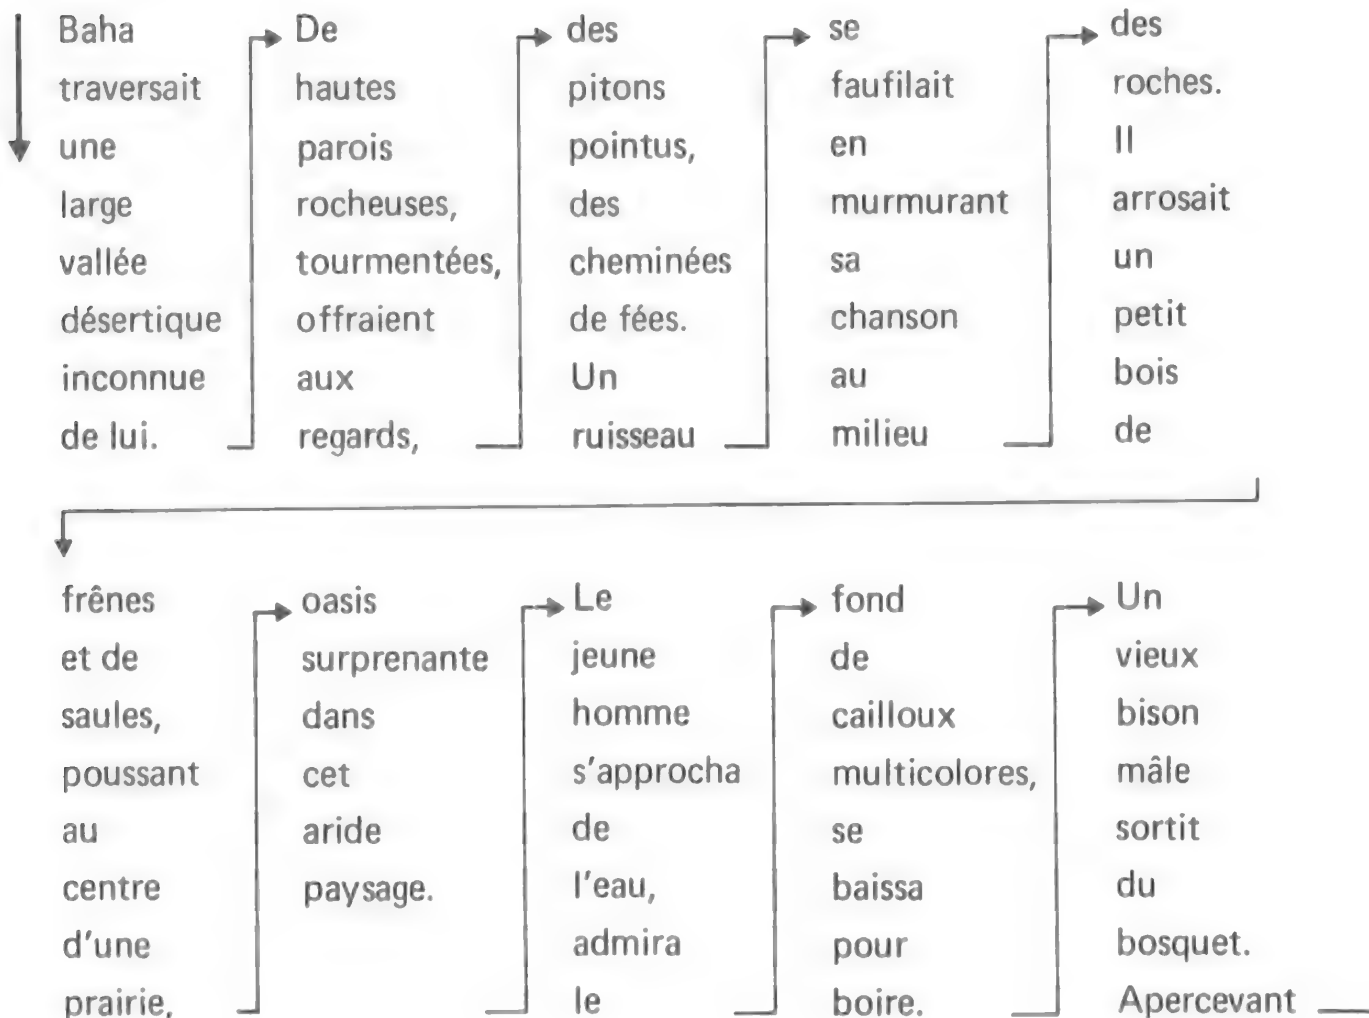 Baha
traversait
une
large
vallée
désertique
inconnue
de lui.
De
hautes
parois
rocheuses,
tourmentées,
offraient
aux
regards,
des
pitons
pointus,
des
cheminées
de fées.
Un
ruisseau
se
faufilait
en
murmurant
sa
chanson
au
milieu
des
roches.
Il
arrosait
un
petit
bois
de
frênes
et de
saules,
poussant
au
centre
d'une
prairie,
oasis
surprenante
dans
cet
aride
paysage.
Le
jeune
homme
s'approcha
de
l'eau,
admira
le
fond
de
cailloux
multicolores,
se
baissa
pour
boire.
Un
vieux
bison
mâle
sortit
du
bosquet.
Apercevant